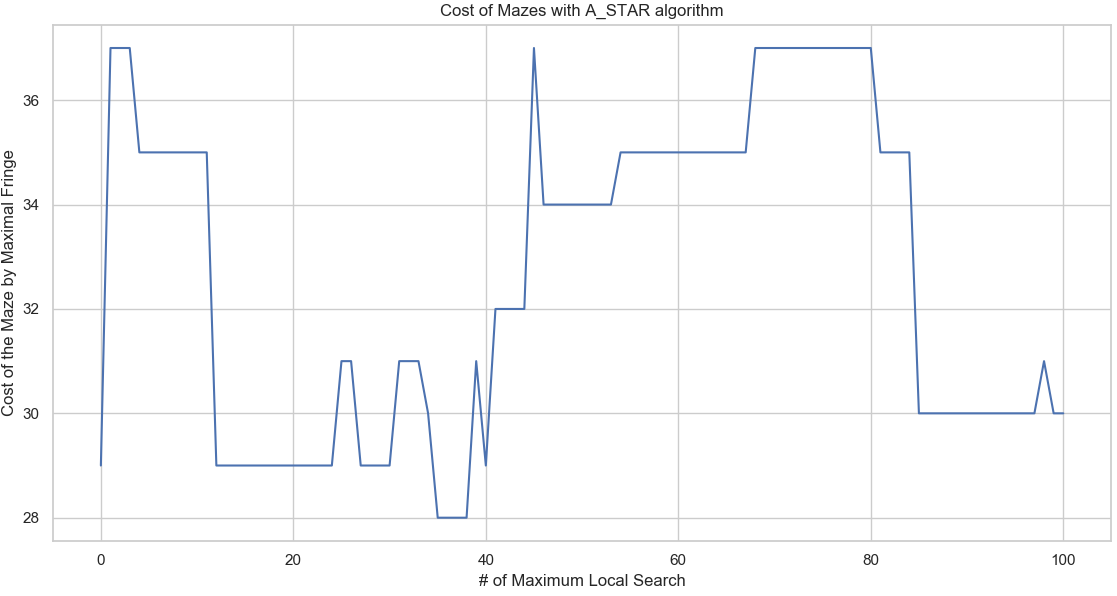 Cost of Mazes with A_STAR algorithm
Cost of the Maze by Maximal Fringe
36
34
32
30
28
0 20 40 60 80 100
# of Maximum Local Search